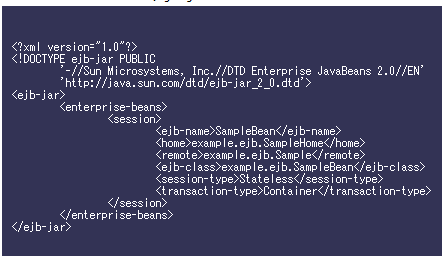 <?xml version="1.0"?>
<!DOCTYPE ejb-jar PUBLIC
'-//Sun Microsystems, Inc.//DTD Enterprise JavaBeans 2.0//EN'
'http://java.sun.com/dtd/ejb-jar_2_0.dtd'>
<ejb-jar>
<enterprise-beans>
<session>
<ejb-name>SampleBean</ejb-name>
<home>example.ejb.SampleHome</home>
<remote>example.ejb.Sample</remote>
<ejb-class>example.ejb.SampleBean</ejb-class>
<session-type>Stateless</session-type>
<transaction-type>Container</transaction-type>
</session>
</enterprise-beans>
</ejb-jar>